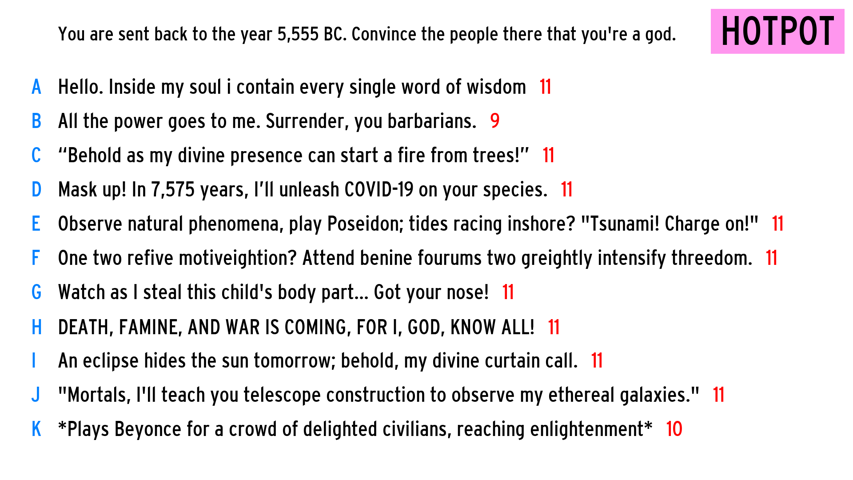 You are sent back to the year 5,555 BC. Convince the people there that you're a god.
HOTPOT
A Hello. Inside my soul i contain every single word of wisdom 11
B All the power goes to me. Surrender, you barbarians. 9
C “Behold as my divine presence can start a fire from trees!” 11
D Mask up! In 7,575 years, I’ll unleash COVID-19 on your species. 11
E Observe natural phenomena, play Poseidon; tides racing inshore? "Tsunami! Charge on!" 11
F One two refive motiveightion? Attend benine fourums two greightly intensify threedom. 11
G Watch as I steal this child's body part... Got your nose! 11
H DEATH, FAMINE, AND WAR IS COMING, FOR I, GOD, KNOW ALL! 11
I An eclipse hides the sun tomorrow; behold, my divine curtain call. 11
J "Mortals, I'll teach you telescope construction to observe my ethereal galaxies." 11
K *Plays Beyonce for a crowd of delighted civilians, reaching enlightenment* 10